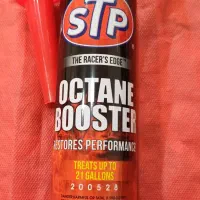 STP
THE RACER'S EDGE
OCTANE
BOOSTER
RESTORES PERFORMANCE
TREATS UP TO
21 GALLONS
200528